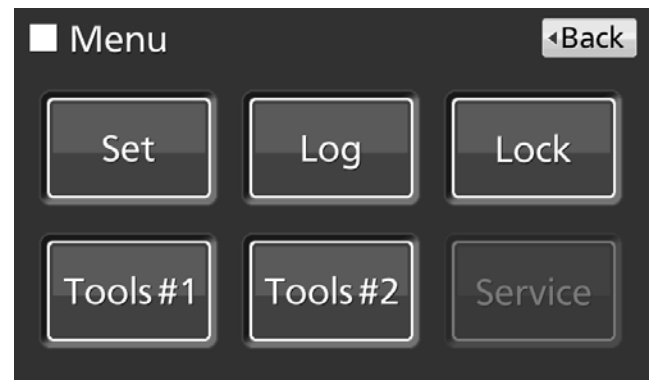 Menu
◂Back
Set
Log
Lock
Tools#1
Tools#2
Service